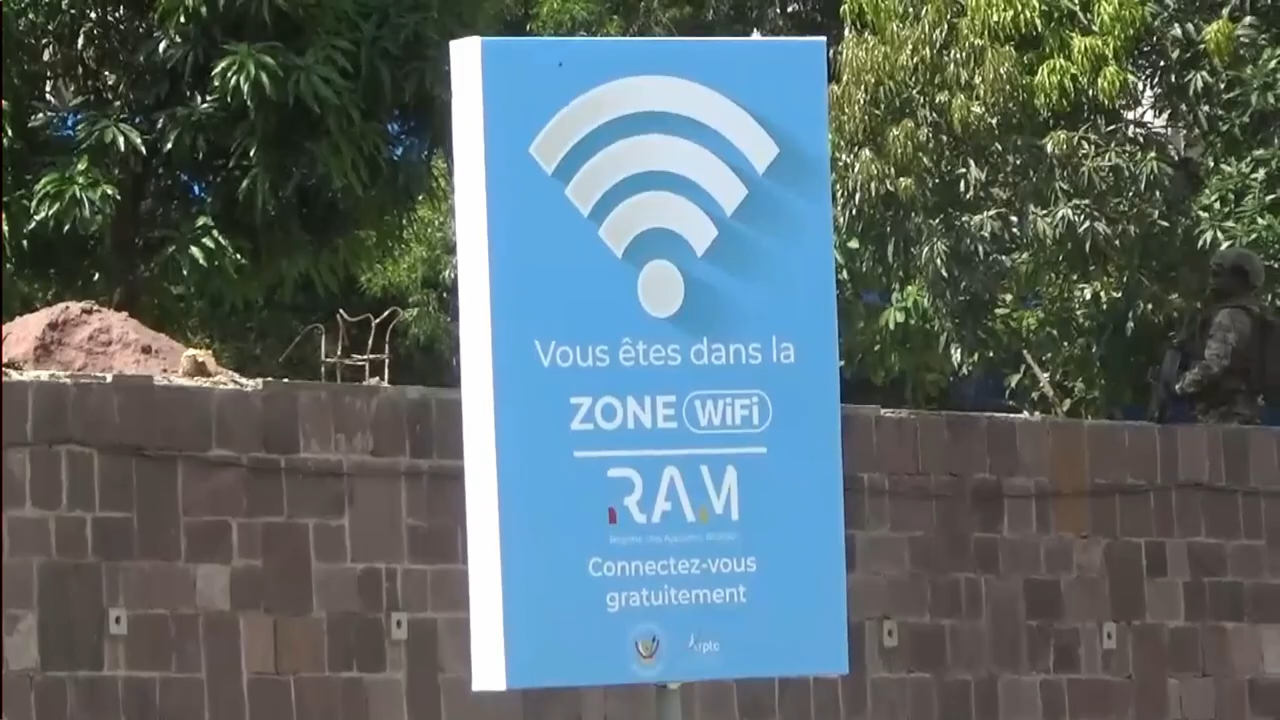 Vous êtes dans la
ZONE WiFi
RAM
Connectez-vous
gratuitement